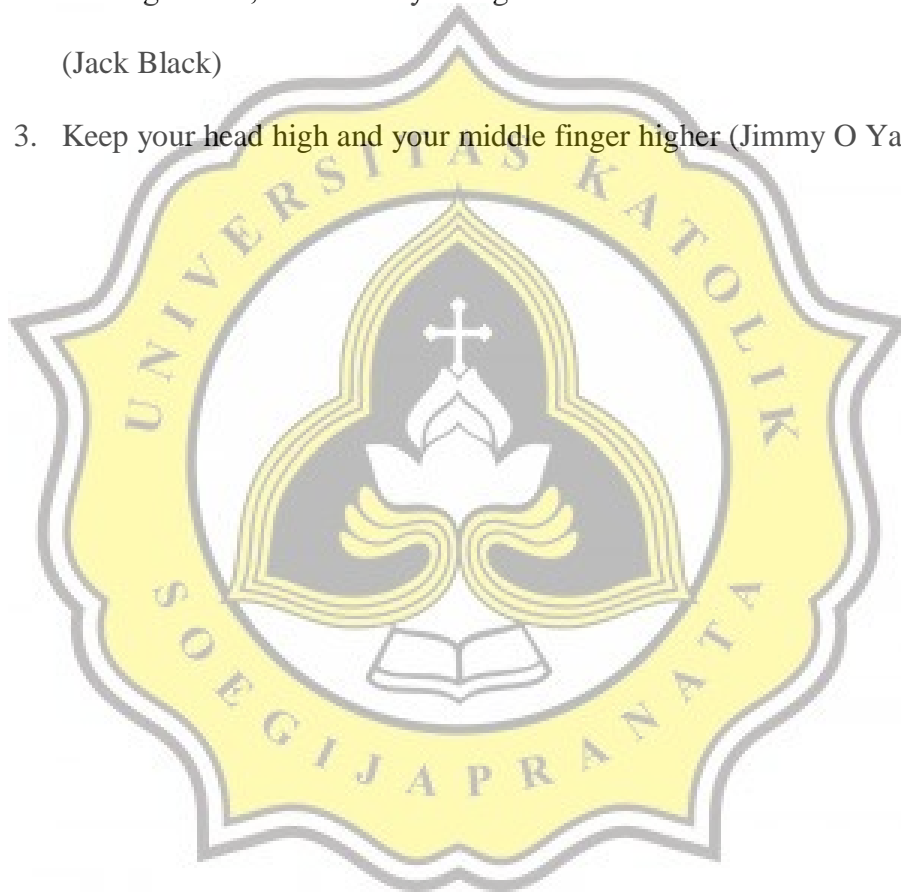 (Jack Black)
3. Keep your head high and your middle finger higher (Jimmy O Ya
UNIVERSITAS KATOLIK
SOEGIJAPRANATA